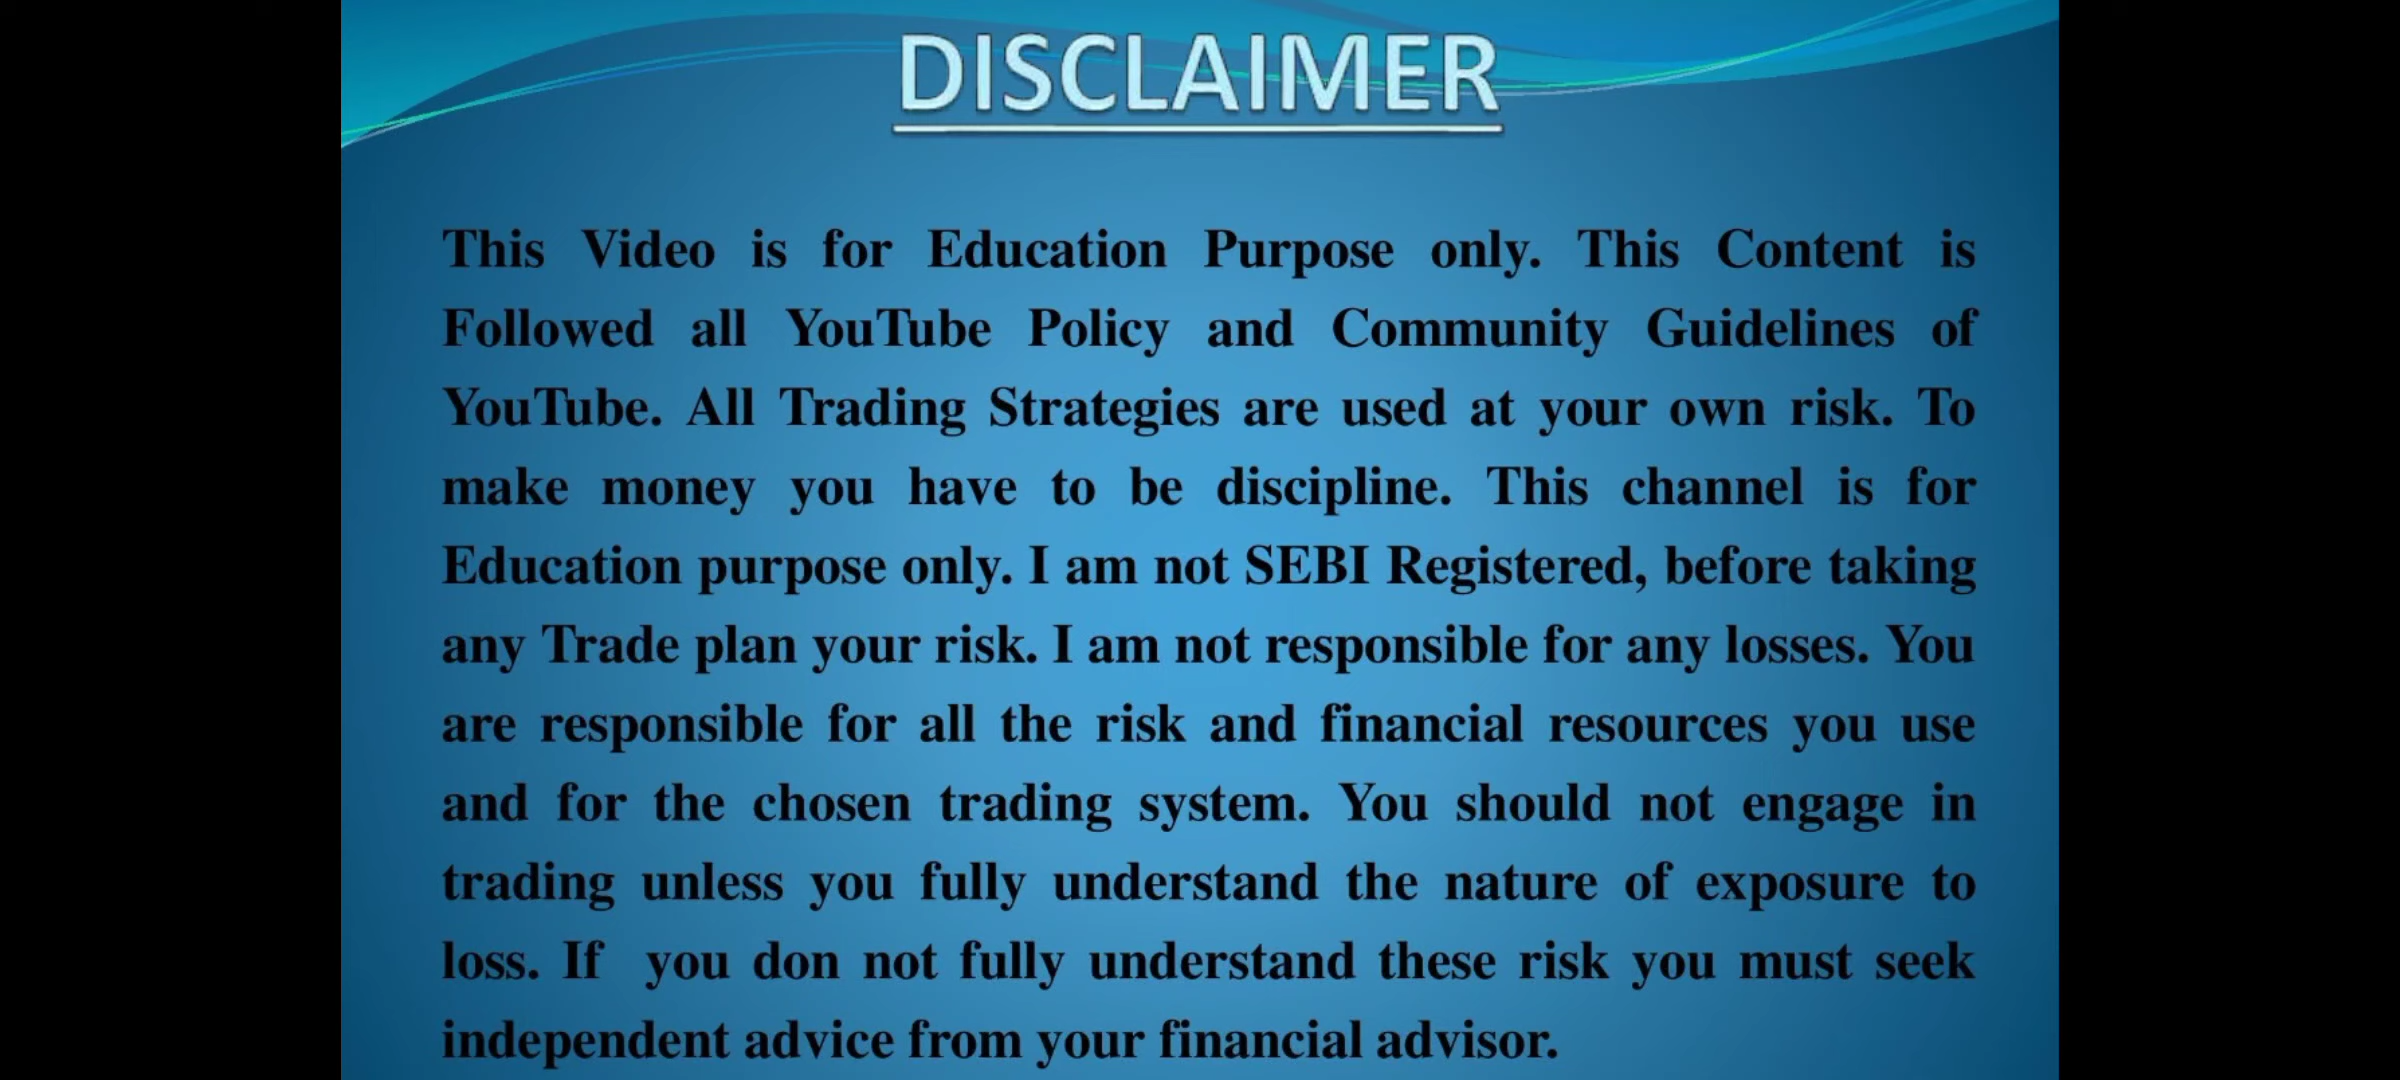 DISCLAIMER
This Video is for Education Purpose only. This Content is
Followed all YouTube Policy and Community Guidelines of
YouTube. All Trading Strategies are used at your own risk. To
make money you have to be discipline. This channel is for
Education purpose only. I am not SEBI Registered, before taking
any Trade plan your risk. I am not responsible for any losses. You
are responsible for all the risk and financial resources you use
and for the chosen trading system. You should not engage in
trading unless you fully understand the nature of exposure to
loss. If you don not fully understand these risk you must seek
independent advice from your financial advisor.